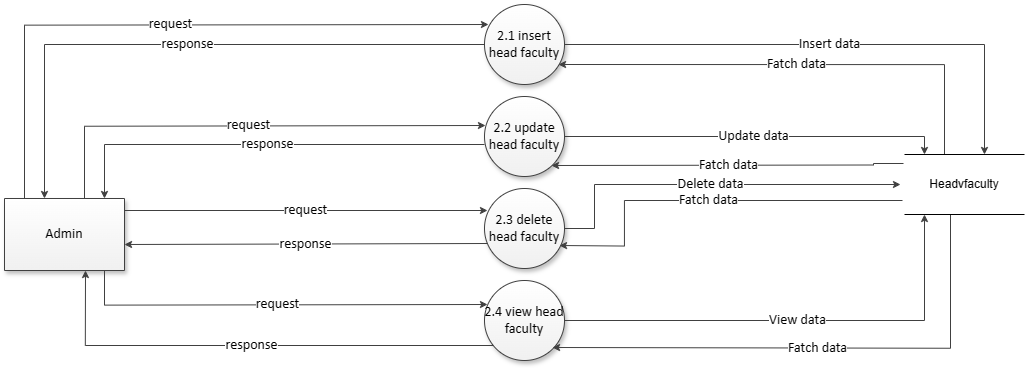 request
response
2.1 insert
head faculty
Insert data
Fatch data
request
response
2.2 update
head faculty
Update data
Fatch data
Delete data
Fatch data
Headvfaculty
Admin
request
response
2.3 delete
head faculty
request
response
2.4 view head
faculty
View data
Fatch data